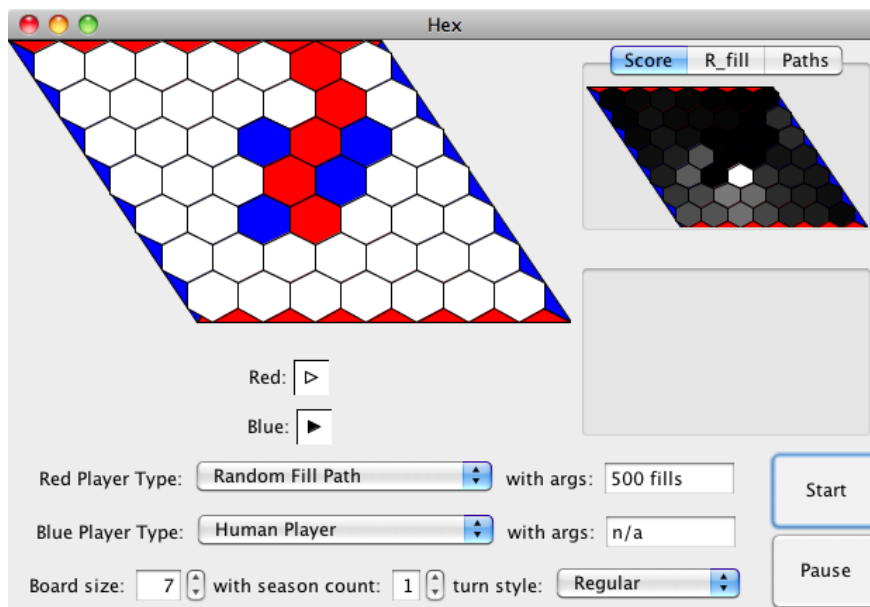 Hex
Score R_fill Paths
Red:
Blue:
Red Player Type: Random Fill Path with args: 500 fills
Start
Blue Player Type: Human Player with args: n/a
Pause
Board size: 7 with season count: 1 turn style: Regular